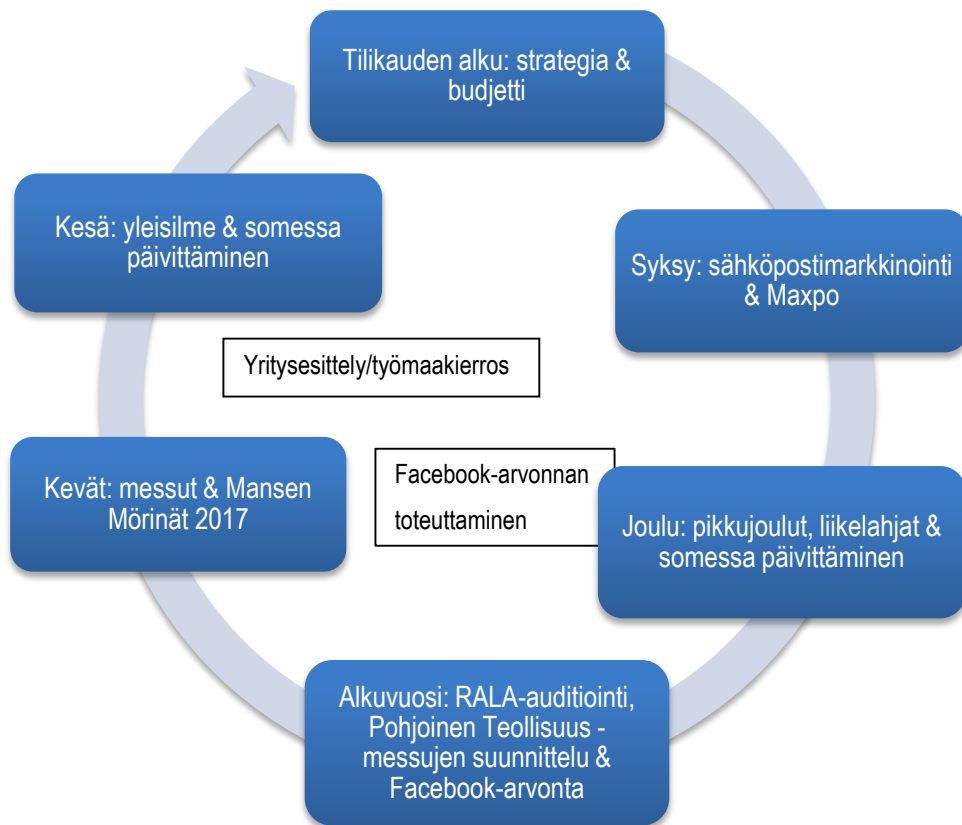 Tilikauden alku: strategia &
budjetti
Syksy: sähköpostimarkkinointi
& Maxpo
Joulu: pikkujoulut, liikelahjat &
somessa päivittäminen
Alkuvuosi: RALA-auditiointi,
Pohjoinen Teollisuus -
messujen suunnittelu &
Facebook-arvonta
Kevät: messut & Mansen
Mörinät 2017
Kesä: yleisilme & somessa
päivittäminen
Yritysesittely/työmaakierros
Facebook-arvonnan
toteuttaminen